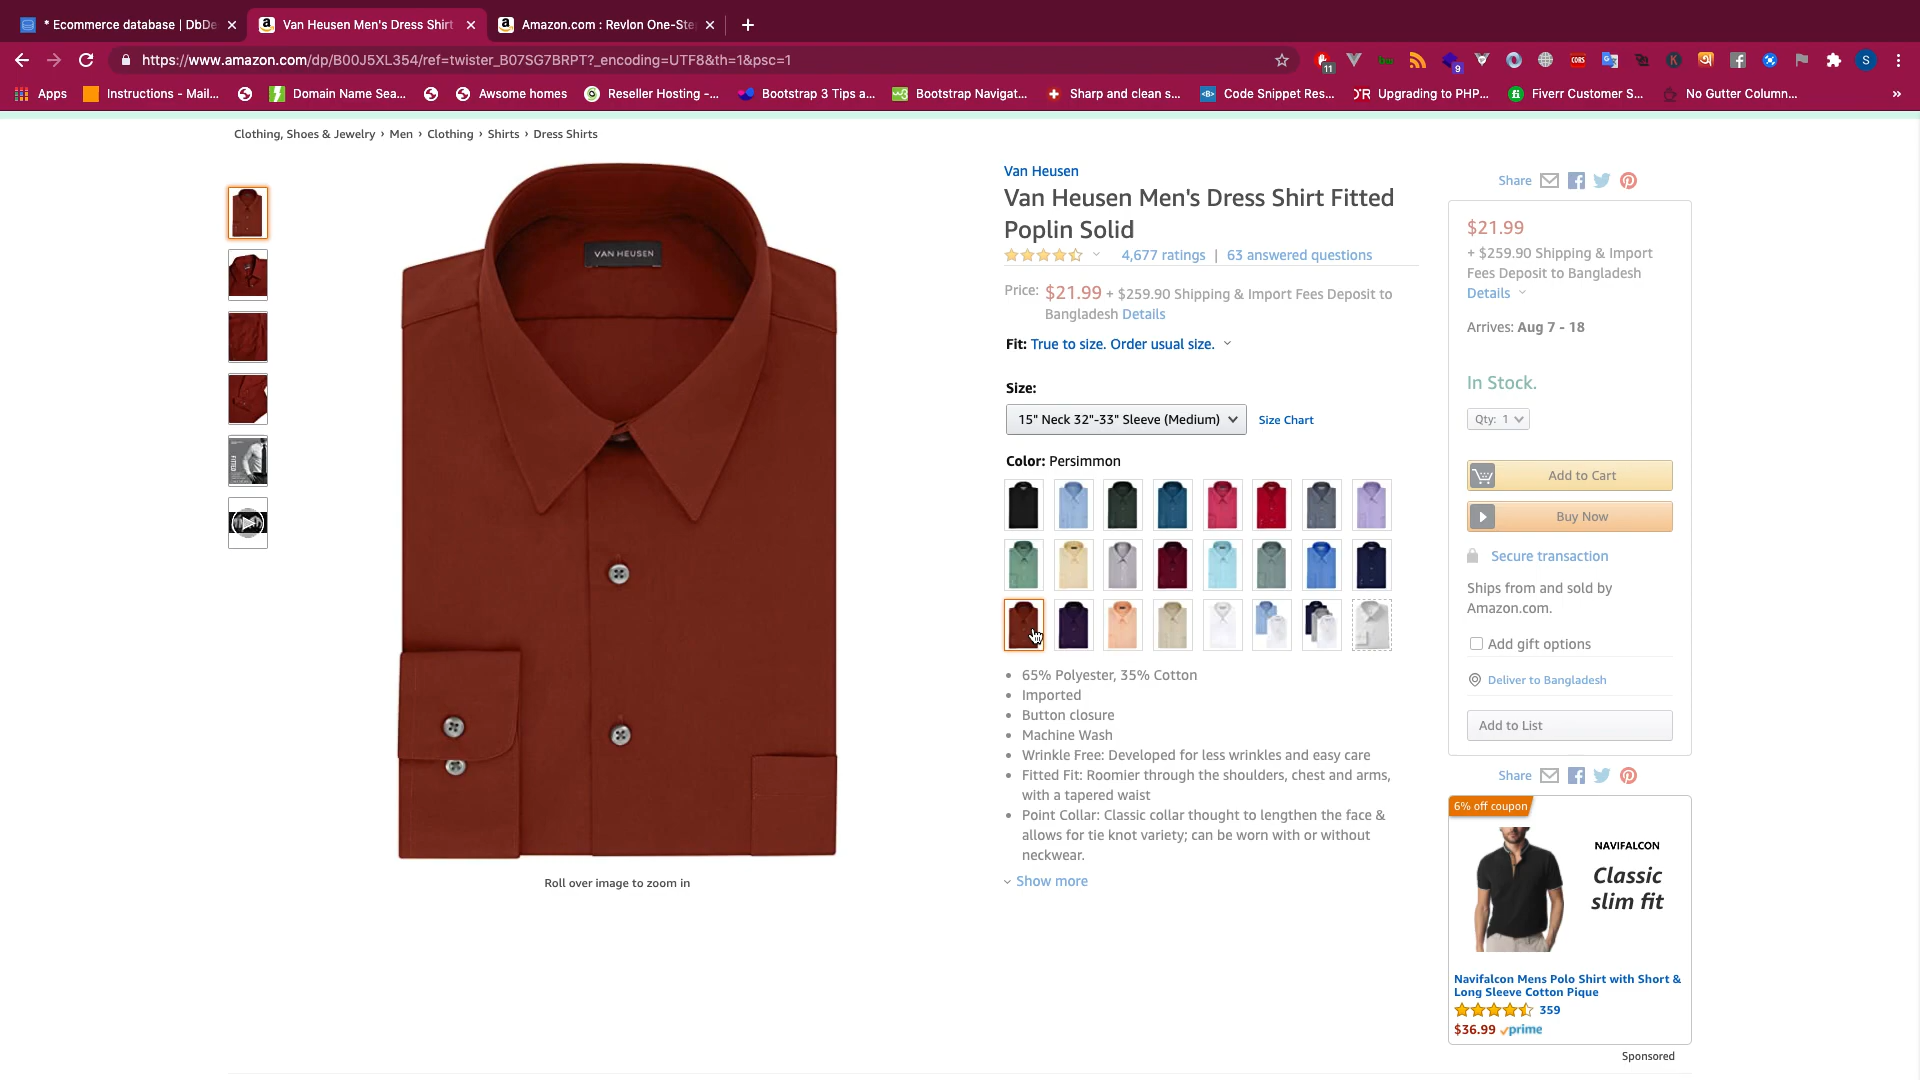 * Ecommerce database | DbDe
Van Heusen Men's Dress Shirt
Amazon.com : Revlon One-Ste
https://www.amazon.com/dp/B00J5XL354/ref=twister_B07SG7BRPT?_encoding=UTF8&th=1&psc=1
11
9
CORS
K
S
Apps
Instructions - Mail...
Domain Name Sea...
Awsome homes
Reseller Hosting -...
Bootstrap 3 Tips a...
Bootstrap Navigat...
Sharp and clean s...
Code Snippet Res...
Upgrading to PHP...
Fiverr Customer S...
No Gutter Column...
»
Clothing, Shoes & Jewelry › Men › Clothing › Shirts › Dress Shirts
VAN HEUSEN
FITTED
Roll over image to zoom in
Van Heusen
Van Heusen Men's Dress Shirt Fitted
Poplin Solid
4,677 ratings | 63 answered questions
Price: $21.99 + $259.90 Shipping & Import Fees Deposit to
Bangladesh Details
Fit: True to size. Order usual size.
Size:
15" Neck 32"-33" Sleeve (Medium)
Size Chart
Color: Persimmon
• 65% Polyester, 35% Cotton
• Imported
• Button closure
• Machine Wash
• Wrinkle Free: Developed for less wrinkles and easy care
• Fitted Fit: Roomier through the shoulders, chest and arms,
with a tapered waist
• Point Collar: Classic collar thought to lengthen the face &
allows for tie knot variety; can be worn with or without
neckwear.
Show more
Share
$21.99
+ $259.90 Shipping & Import
Fees Deposit to Bangladesh
Details
Arrives: Aug 7 - 18
In Stock.
Qty: 1
Add to Cart
Buy Now
Secure transaction
Ships from and sold by
Amazon.com.
Add gift options
Deliver to Bangladesh
Add to List
Share
6% off coupon
NAVIFALCON
Classic
slim fit
Navifalcon Mens Polo Shirt with Short &
Long Sleeve Cotton Pique
359
$36.99 prime
Sponsored